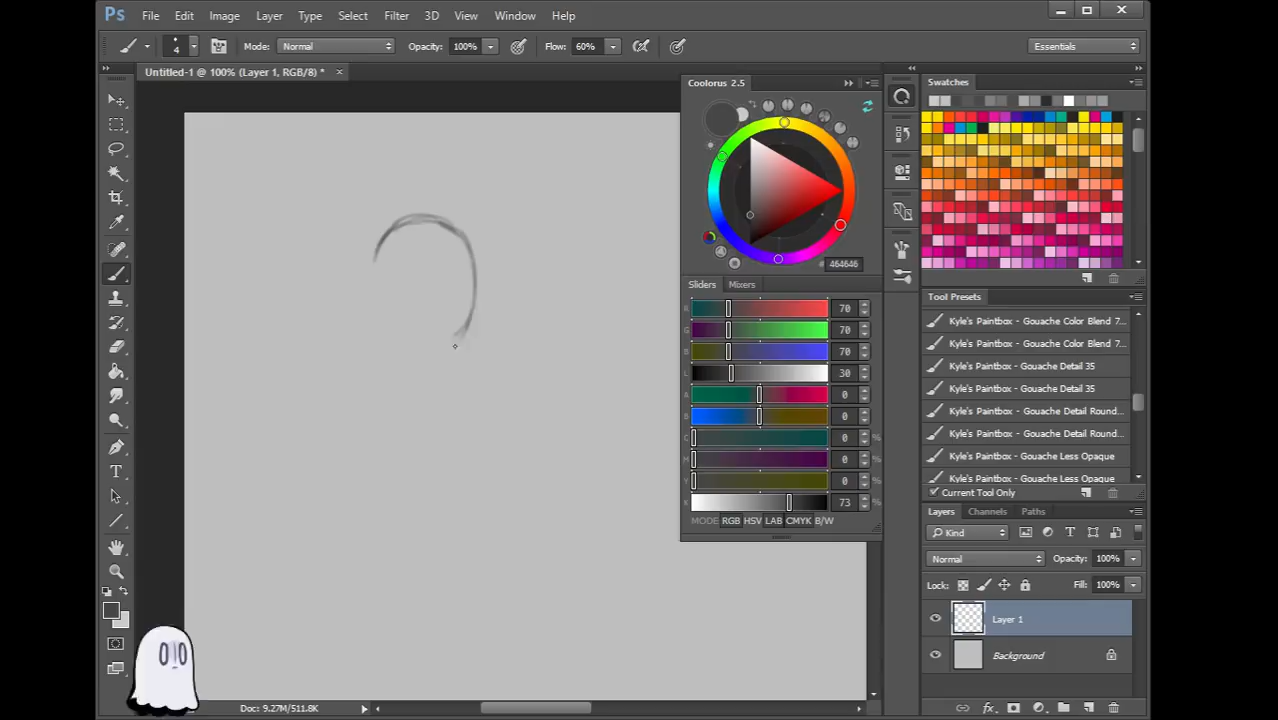 Ps File Edit Image Layer Type Select Filter 3D View Window Help
4 Mode: Normal Opacity: 100% Flow: 60% Essentials
Untitled-1 @ 100% (Layer 1, RGB/8) *
Coolorus 2.5
464646
Sliders Mixers
R 70
G 70
B 70
L 30
A 0
B 0
C 0 %
M 0 %
Y 0 %
K 73 %
MODE RGB HSV LAB CMYK B/W
Swatches
Tool Presets
Kyle's Paintbox - Gouache Color Blend 7...
Kyle's Paintbox - Gouache Color Blend 7...
Kyle's Paintbox - Gouache Detail 35
Kyle's Paintbox - Gouache Detail 35
Kyle's Paintbox - Gouache Detail Round...
Kyle's Paintbox - Gouache Detail Round...
Kyle's Paintbox - Gouache Less Opaque
Kyle's Paintbox - Gouache Less Opaque
Current Tool Only
Layers Channels Paths
Kind
Normal Opacity: 100%
Lock: Fill: 100%
Layer 1
Background
fx
Doc: 9.27M/511.8K